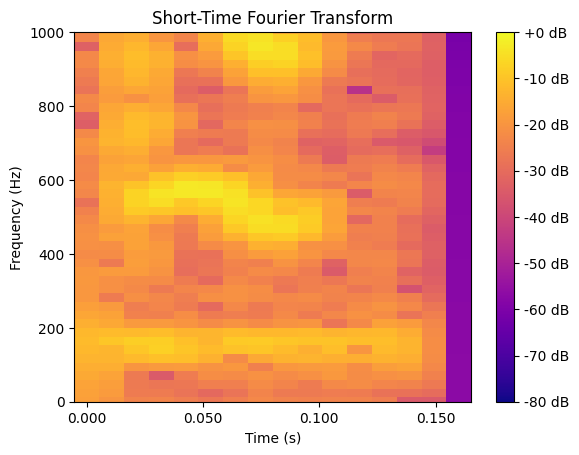 Short-Time Fourier Transform
1000
800
600
400
200
0
Frequency (Hz)
0.000
0.050
0.100
0.150
Time (s)
+0 dB
-10 dB
-20 dB
-30 dB
-40 dB
-50 dB
-60 dB
-70 dB
-80 dB